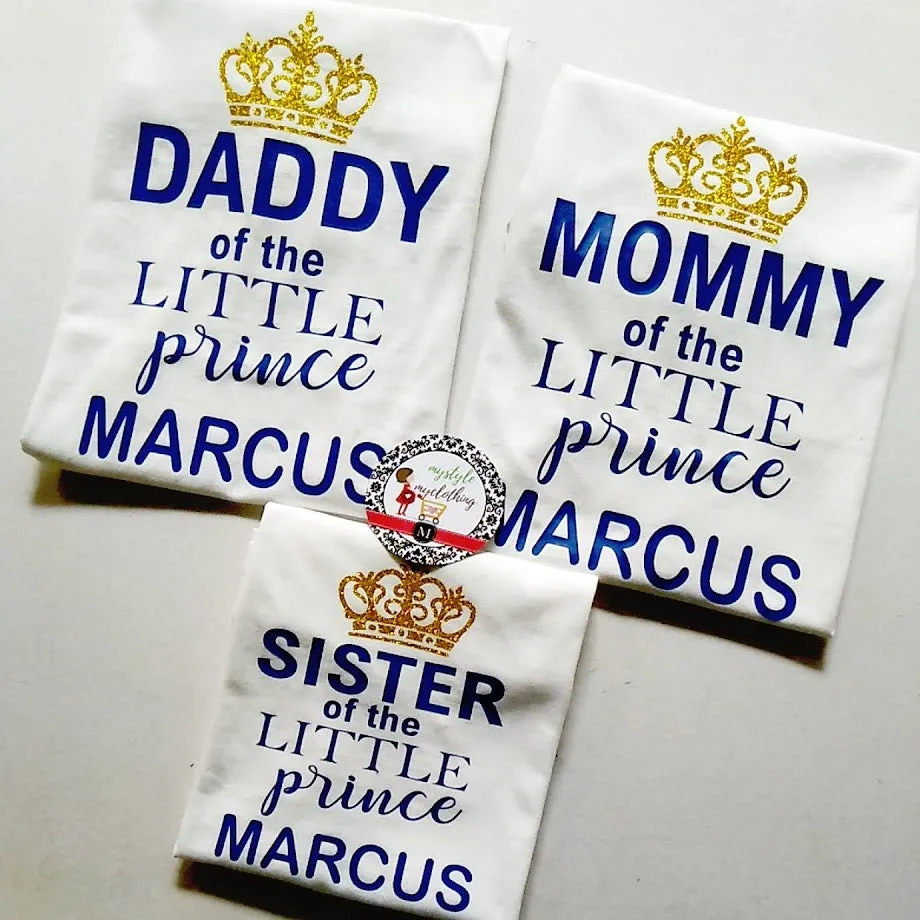 DADDY
of the
LITTLE
prince
MARCUS
MOMMY
of the
LITTLE
prince
MARCUS
mystyle
myclothing
M
SISTER
of the
LITTLE
prince
MARCUS